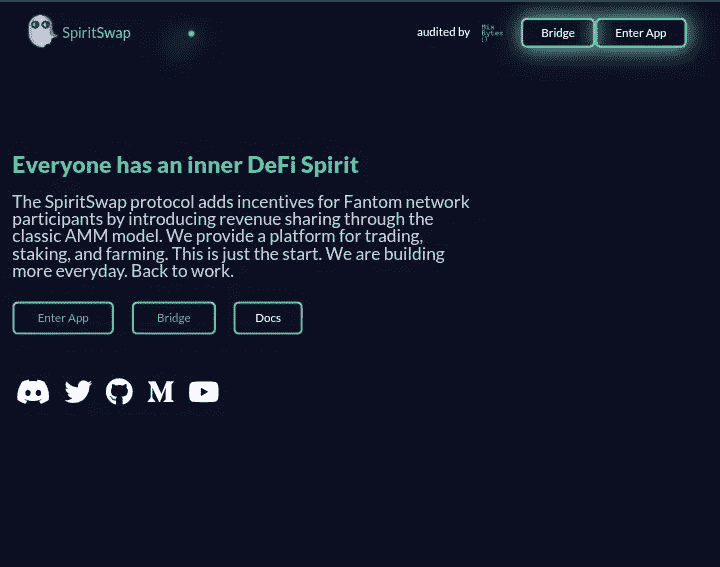 SpiritSwap
audited by
Mix
Bytes
()
Bridge
Enter App
Everyone has an inner DeFi Spirit
The SpiritSwap protocol adds incentives for Fantom network
participants by introducing revenue sharing through the
classic AMM model. We provide a platform for trading,
staking, and farming. This is just the start. We are building
more everyday. Back to work.
Enter App
Bridge
Docs